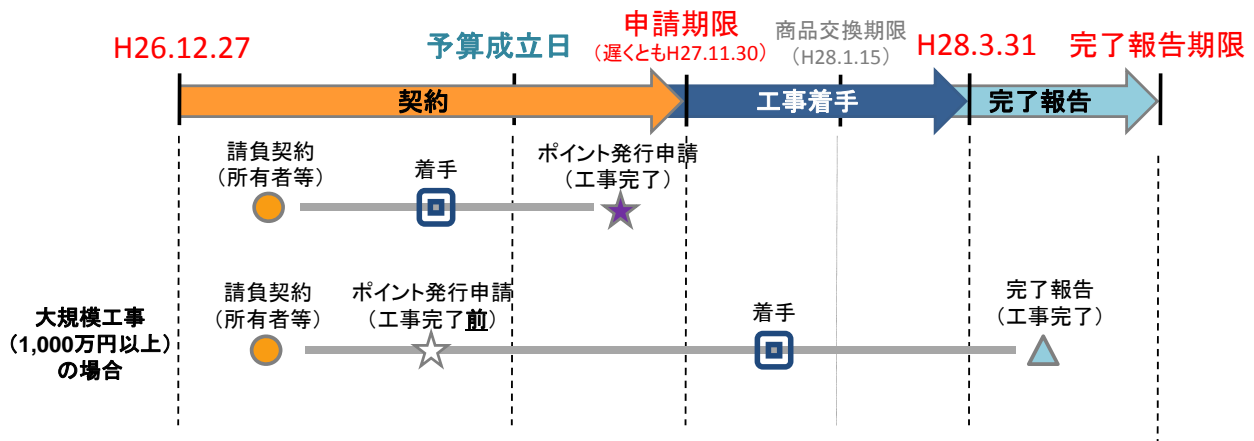 H26.12.27
予算成立日
申請期限
（遅くともH27.11.30）
商品交換期限
（H28.1.15）
H28.3.31
完了報告期限
契約
工事着手
完了報告
請負契約
（所有者等）
着手
ポイント発行申請
（工事完了）
大規模工事
（1,000万円以上）
の場合
請負契約
（所有者等）
ポイント発行申請
（工事完了前）
着手
完了報告
（工事完了）